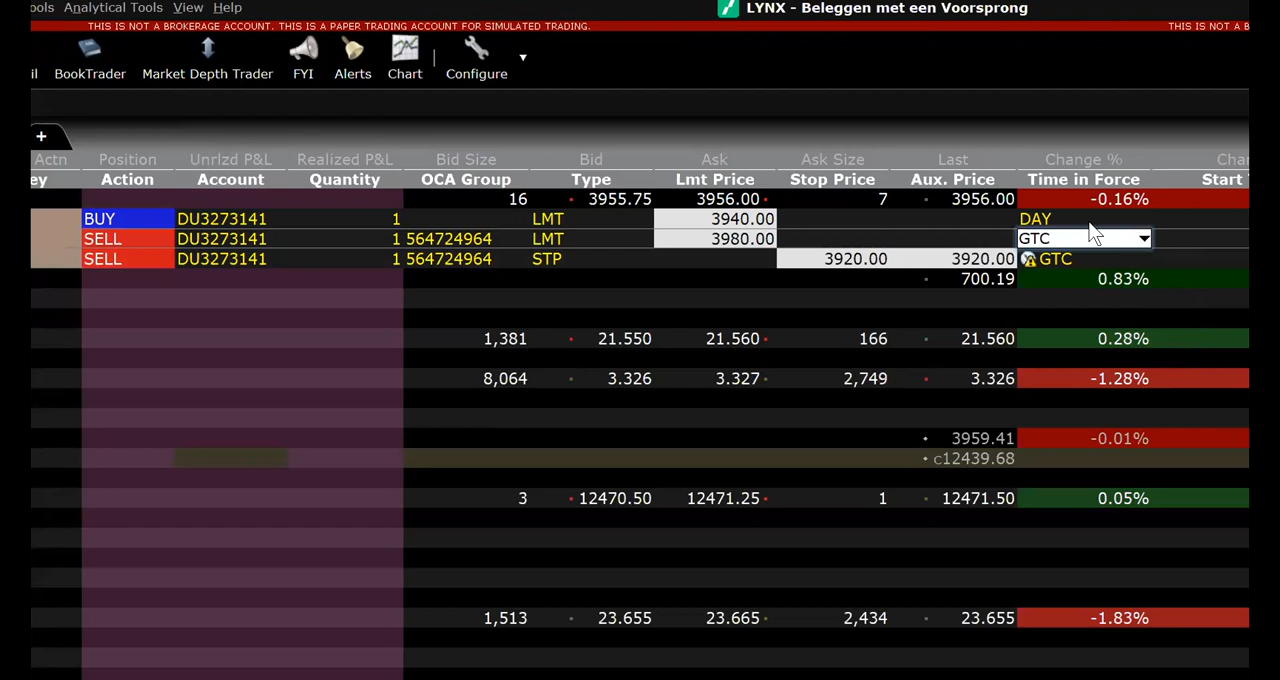 ools Analytical Tools View Help LYNX - Beleggen met een Voorsprong
THIS IS NOT A BROKERAGE ACCOUNT. THIS IS A PAPER TRADING ACCOUNT FOR SIMULATED TRADING. THIS IS NOT A B
il BookTrader Market Depth Trader FYI Alerts Chart Configure
+
Actn Position Unrlzd P&L Realized P&L Bid Size Bid Ask Ask Size Last Change % Char
ey Action Account Quantity OCA Group Type Lmt Price Stop Price Aux. Price Time in Force Start
16 3955.75 3956.00 7 3956.00 -0.16%
BUY DU3273141 1 LMT 3940.00 DAY
SELL DU3273141 1 564724964 LMT 3980.00 GTC
SELL DU3273141 1 564724964 STP 3920.00 3920.00 GTC
700.19 0.83%
1,381 21.550 21.560 166 21.560 0.28%
8,064 3.326 3.327 2,749 3.326 -1.28%
3959.41 -0.01%
c12439.68
3 12470.50 12471.25 1 12471.50 0.05%
1,513 23.655 23.665 2,434 23.655 -1.83%